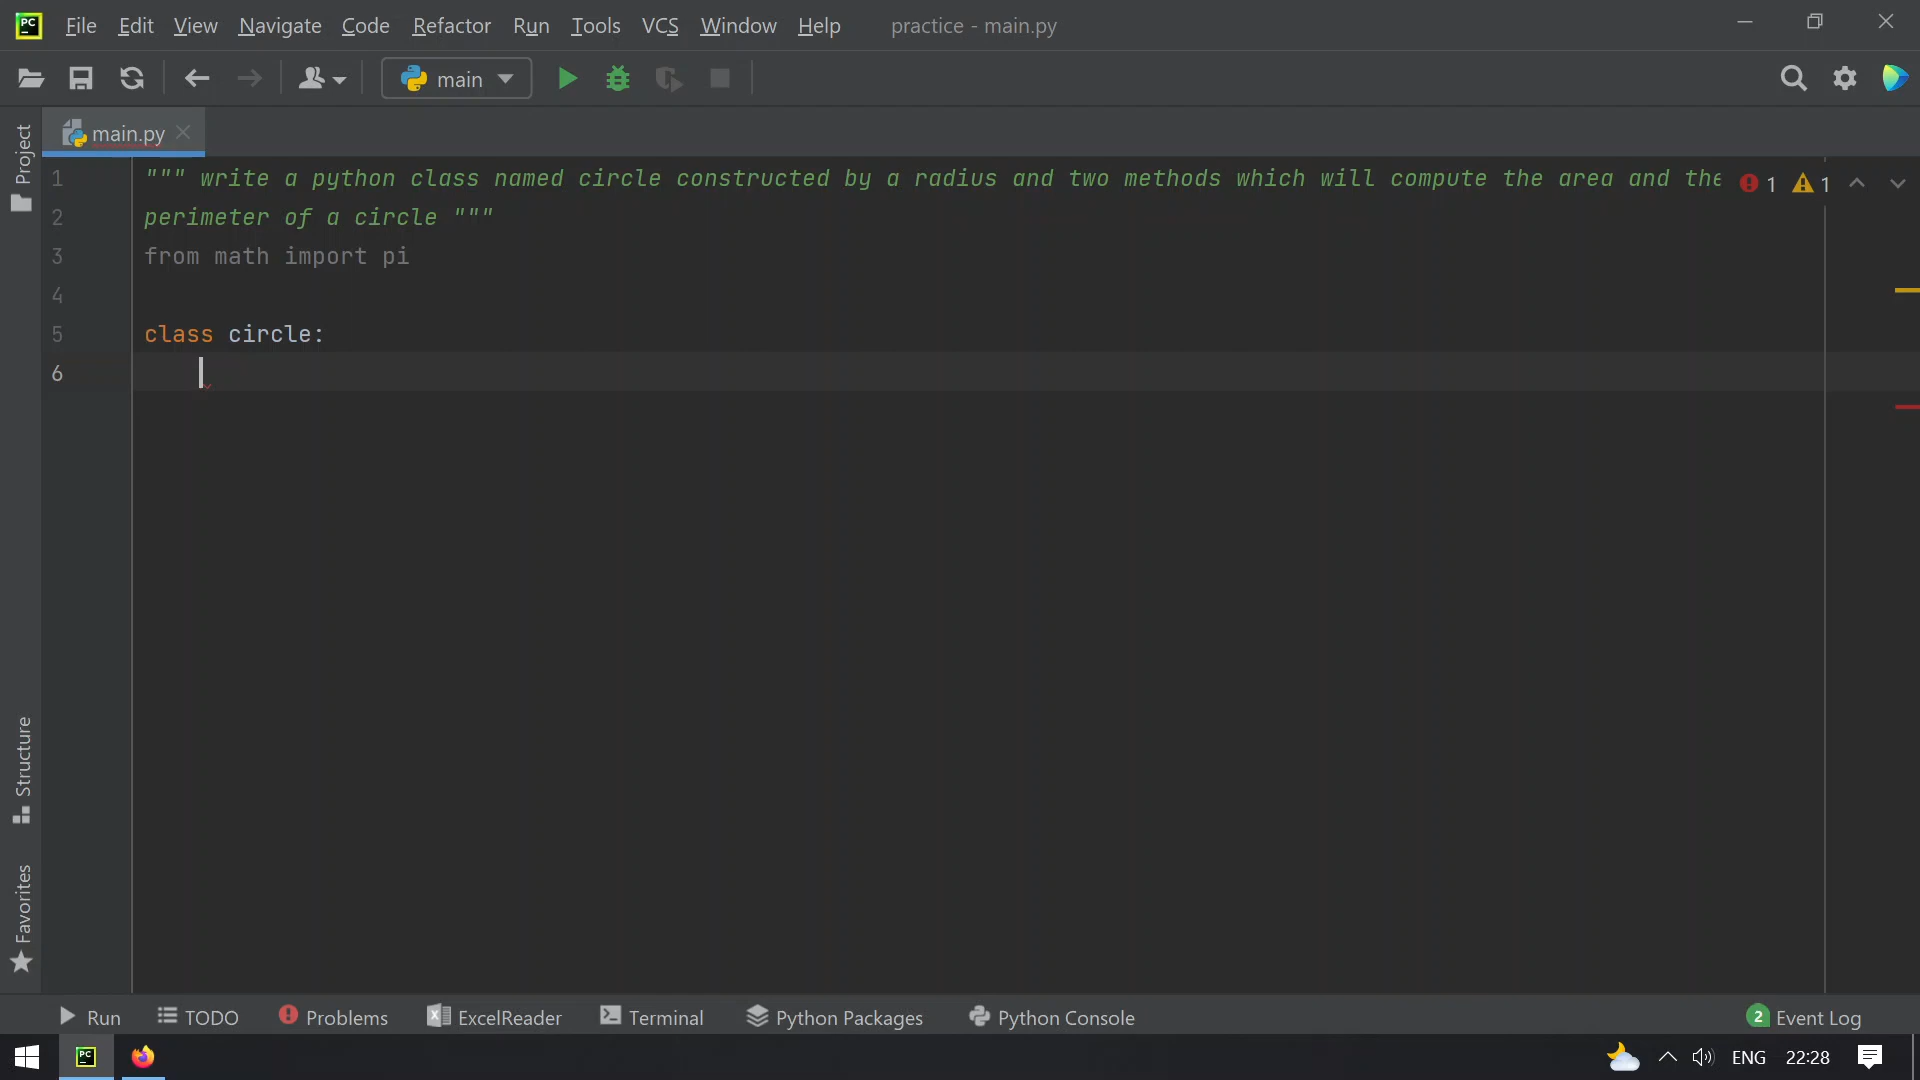 PC File Edit View Navigate Code Refactor Run Tools VCS Window Help practice - main.py
main
main.py
Project
1 """ write a python class named circle constructed by a radius and two methods which will compute the area and the 1 1
2 perimeter of a circle """
3 from math import pi
4
5 class circle:
6
Structure
Favorites
Run TODO Problems ExcelReader Terminal Python Packages Python Console 2 Event Log
PC ENG 22:28